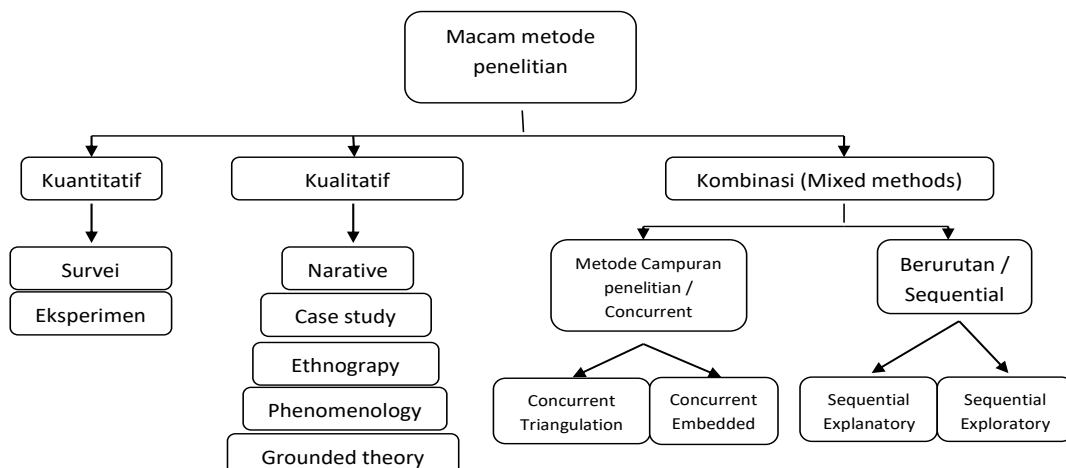 Macam metode
penelitian
Kuantitatif
Kualitatif
Kombinasi (Mixed methods)
Survei
Eksperimen
Narative
Case study
Ethnograpy
Phenomenology
Grounded theory
Metode Campuran
penelitian /
Concurrent
Berurutan /
Sequential
Concurrent
Triangulation
Concurrent
Embedded
Sequential
Explanatory
Sequential
Exploratory